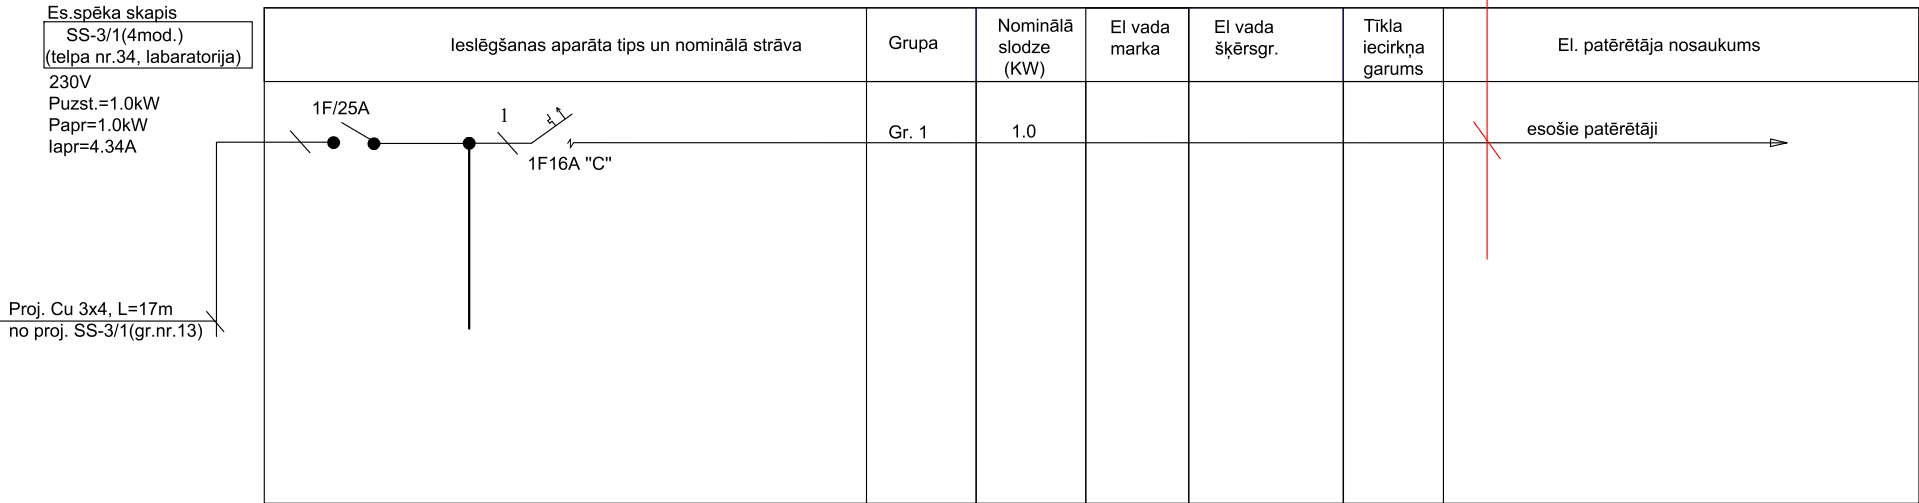 Es.spēka skapis
SS-3/1(4mod.)
(telpa nr.34, labaratorija)
230V
Puzst.=1.0kW
Papr=1.0kW
Iapr=4.34A
Proj. Cu 3x4, L=17m
no proj. SS-3/1(gr.nr.13)
Ieslēgšanas aparāta tips un nominālā strāva
Grupa
Nominālā
slodze
(KW)
El vada
marka
El vada
šķērsgr.
Tīkla
iecirkņa
garums
El. patērētāja nosaukums
1F/25A
1
1F16A "C"
Gr. 1
1.0
esošie patērētāji